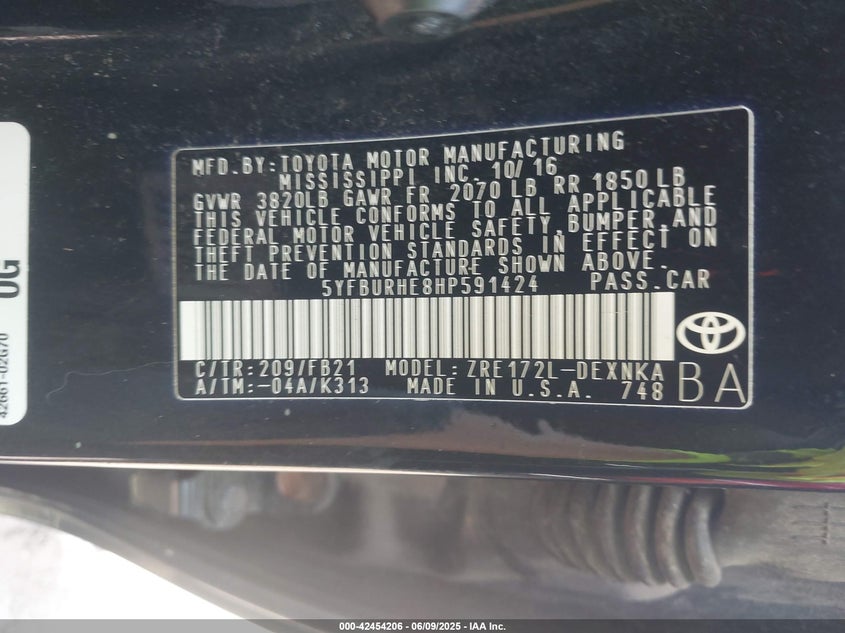 MFD.BY:TOYOTA MOTOR MANUFACTURING
MISSISSIPPI INC. 10/16
GVWR 3820LB GAWR FR 2070 LB RR 1850 LB
THIS VEHICLE CONFORMS TO ALL APPLICABLE
FEDERAL MOTOR VEHICLE SAFETY,BUMPER,AND
THEFT PREVENTION STANDARDS IN EFFECT ON
THE DATE OF MANUFACTURE SHOWN ABOVE.
5YFBURHE8HP591424 PASS.CAR
C/TR:209/FB21 MODEL: ZRE172L-DEXNKA
A/TM:-04A/K313 MADE IN U.S.A. 748
BA
0G
42661-02G70
000-42454206 - 06/09/2025 - IAA Inc.